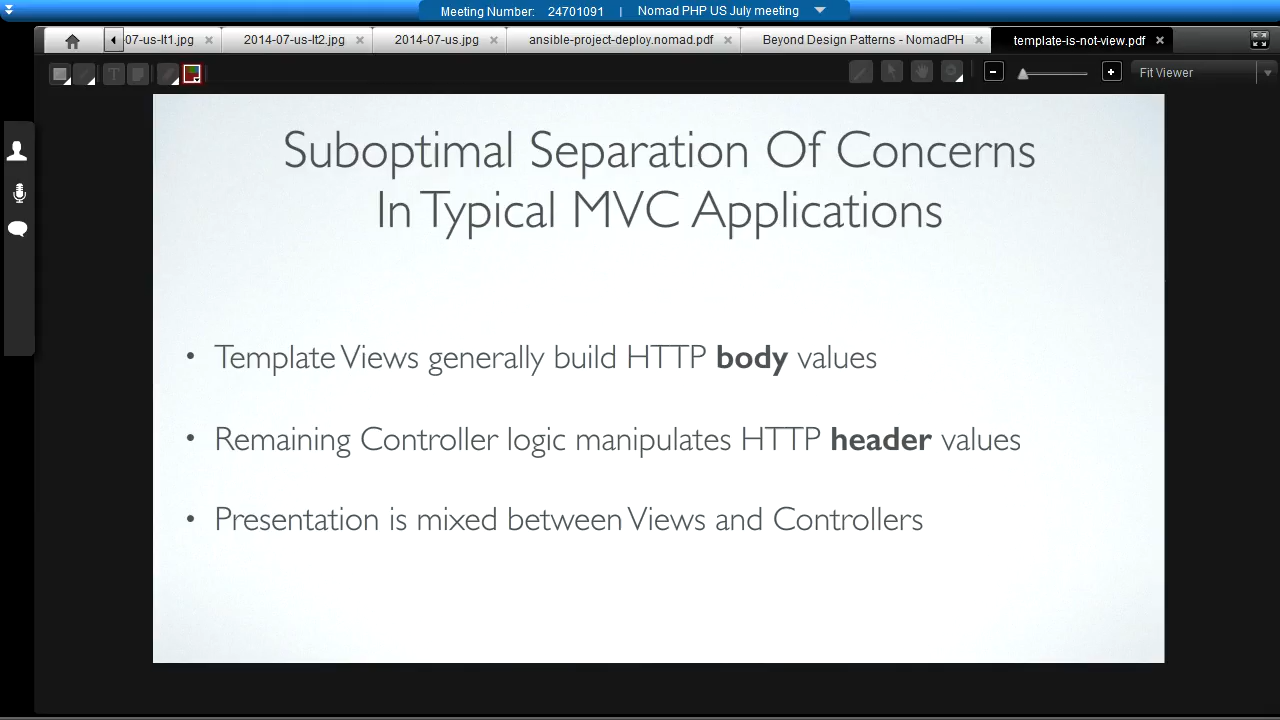 Meeting Number: 24701091 | Nomad PHP US July meeting
-07-us-lt1.jpg
2014-07-us-lt2.jpg
2014-07-us.jpg
ansible-project-deploy.nomad.pdf
Beyond Design Patterns - NomadPH
template-is-not-view.pdf
T
Fit Viewer
Suboptimal Separation Of Concerns
In Typical MVC Applications
• Template Views generally build HTTP body values
• Remaining Controller logic manipulates HTTP header values
• Presentation is mixed between Views and Controllers